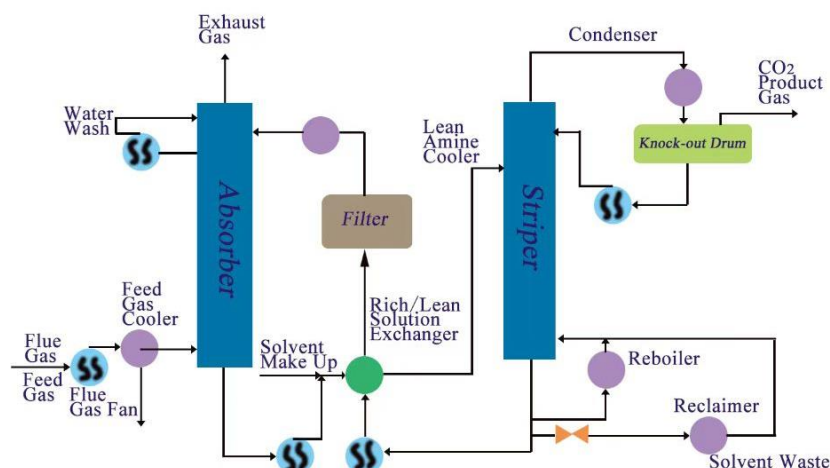 Exhaust
Gas
Condenser
CO2
Product
Gas
Water
Wash
Lean
Amine
Cooler
Knock-out Drum
Absorber
Striper
Filter
Feed
Gas
Cooler
Rich/Lean
Solution
Exchanger
Flue
Gas
Feed
Gas
Flue
Gas Fan
Solvent
Make Up
Reboiler
Reclaimer
Solvent Waste